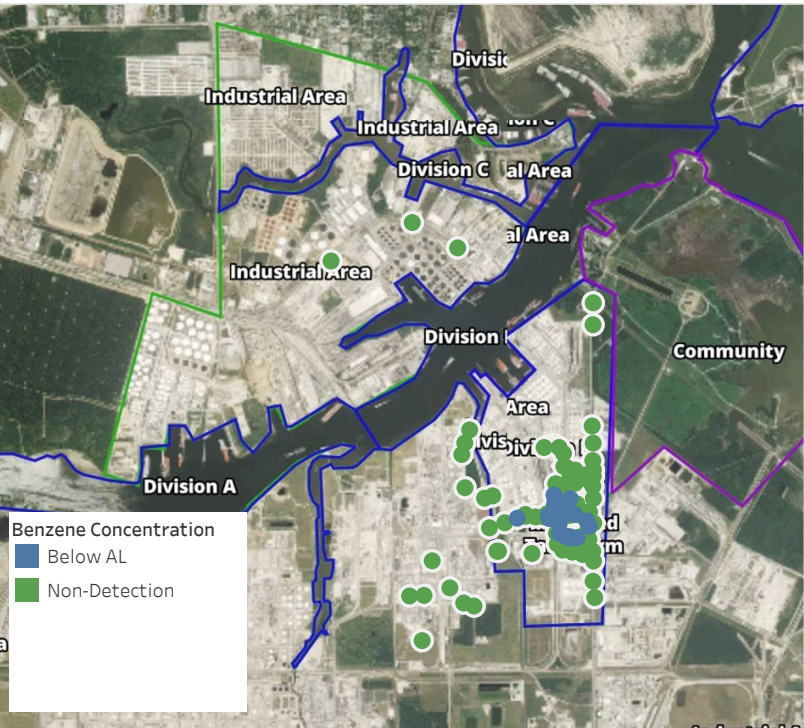 Divisio
Industrial Area
Industrial Area
Division C
al Area
al Area
Industrial Area
Division
Community
Area
Division A
Benzene Concentration
Below AL
Non-Detection